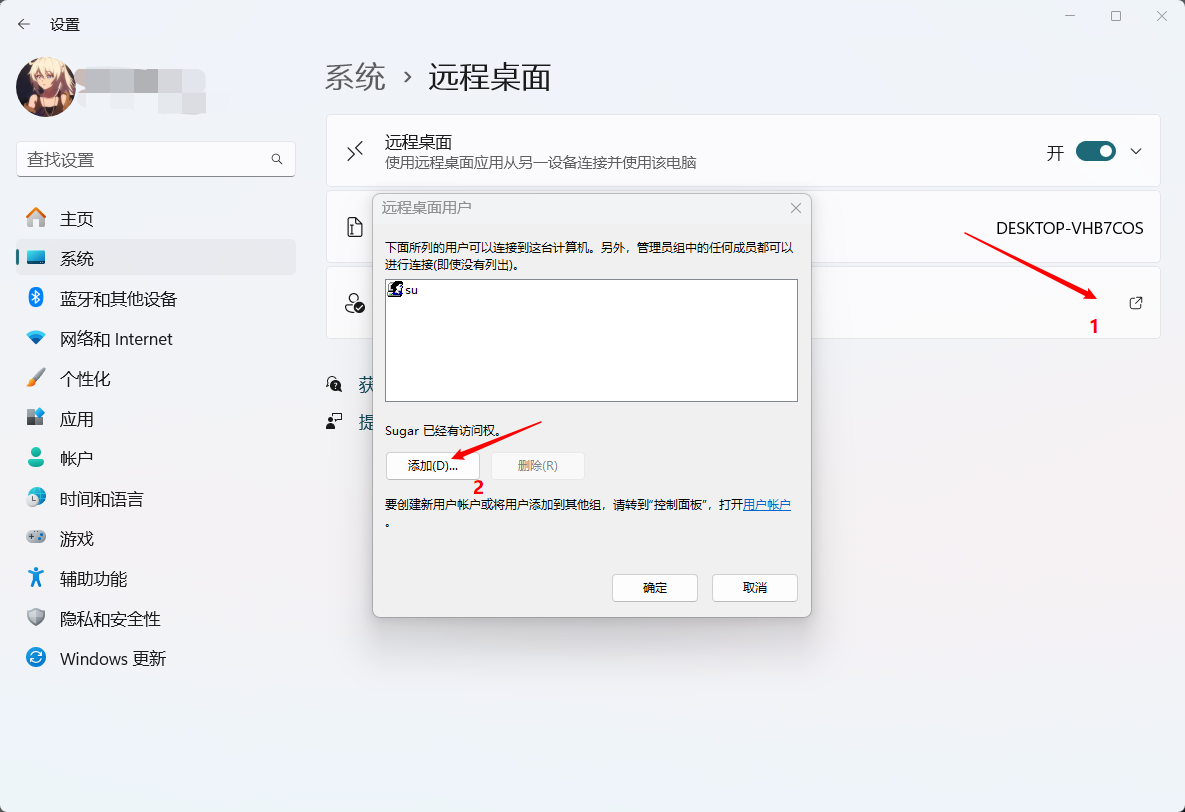 设置
系统 › 远程桌面
查找设置
主页
系统
蓝牙和其他设备
网络和 Internet
个性化
应用
帐户
时间和语言
游戏
辅助功能
隐私和安全性
Windows 更新
远程桌面
使用远程桌面应用从另一设备连接并使用该电脑
开
DESKTOP-VHB7COS
1
获
提
远程桌面用户
下面所列的用户可以连接到这台计算机。另外，管理员组中的任何成员都可以
进行连接(即使没有列出)。
su
Sugar 已经有访问权。
添加(D)... 删除(R)
2
要创建新用户帐户或将用户添加到其他组，请转到“控制面板”，打开用户帐户
。
确定 取消